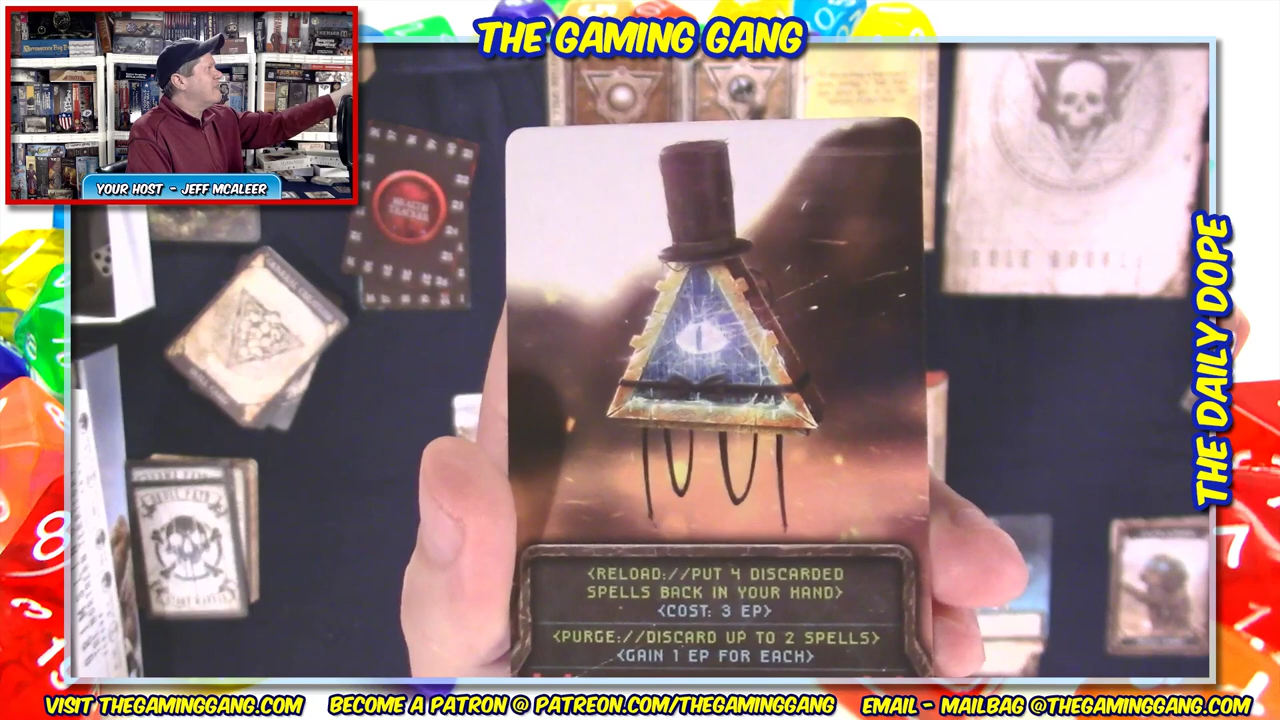 THE GAMING GANG
YOUR HOST - JEFF MCALEER
HEALTH
TRACKER
THE DAILY DOPE
<RELOAD://PUT 4 DISCARDED
SPELLS BACK IN YOUR HAND>
<COST: 3 EP>
<PURGE://DISCARD UP TO 2 SPELLS>
<GAIN 1 EP FOR EACH>
VISIT THEGAMINGGANG.COM
BECOME A PATRON @ PATREON.COM/THEGAMINGGANG
EMAIL - MAILBAG @THEGAMINGGANG.COM